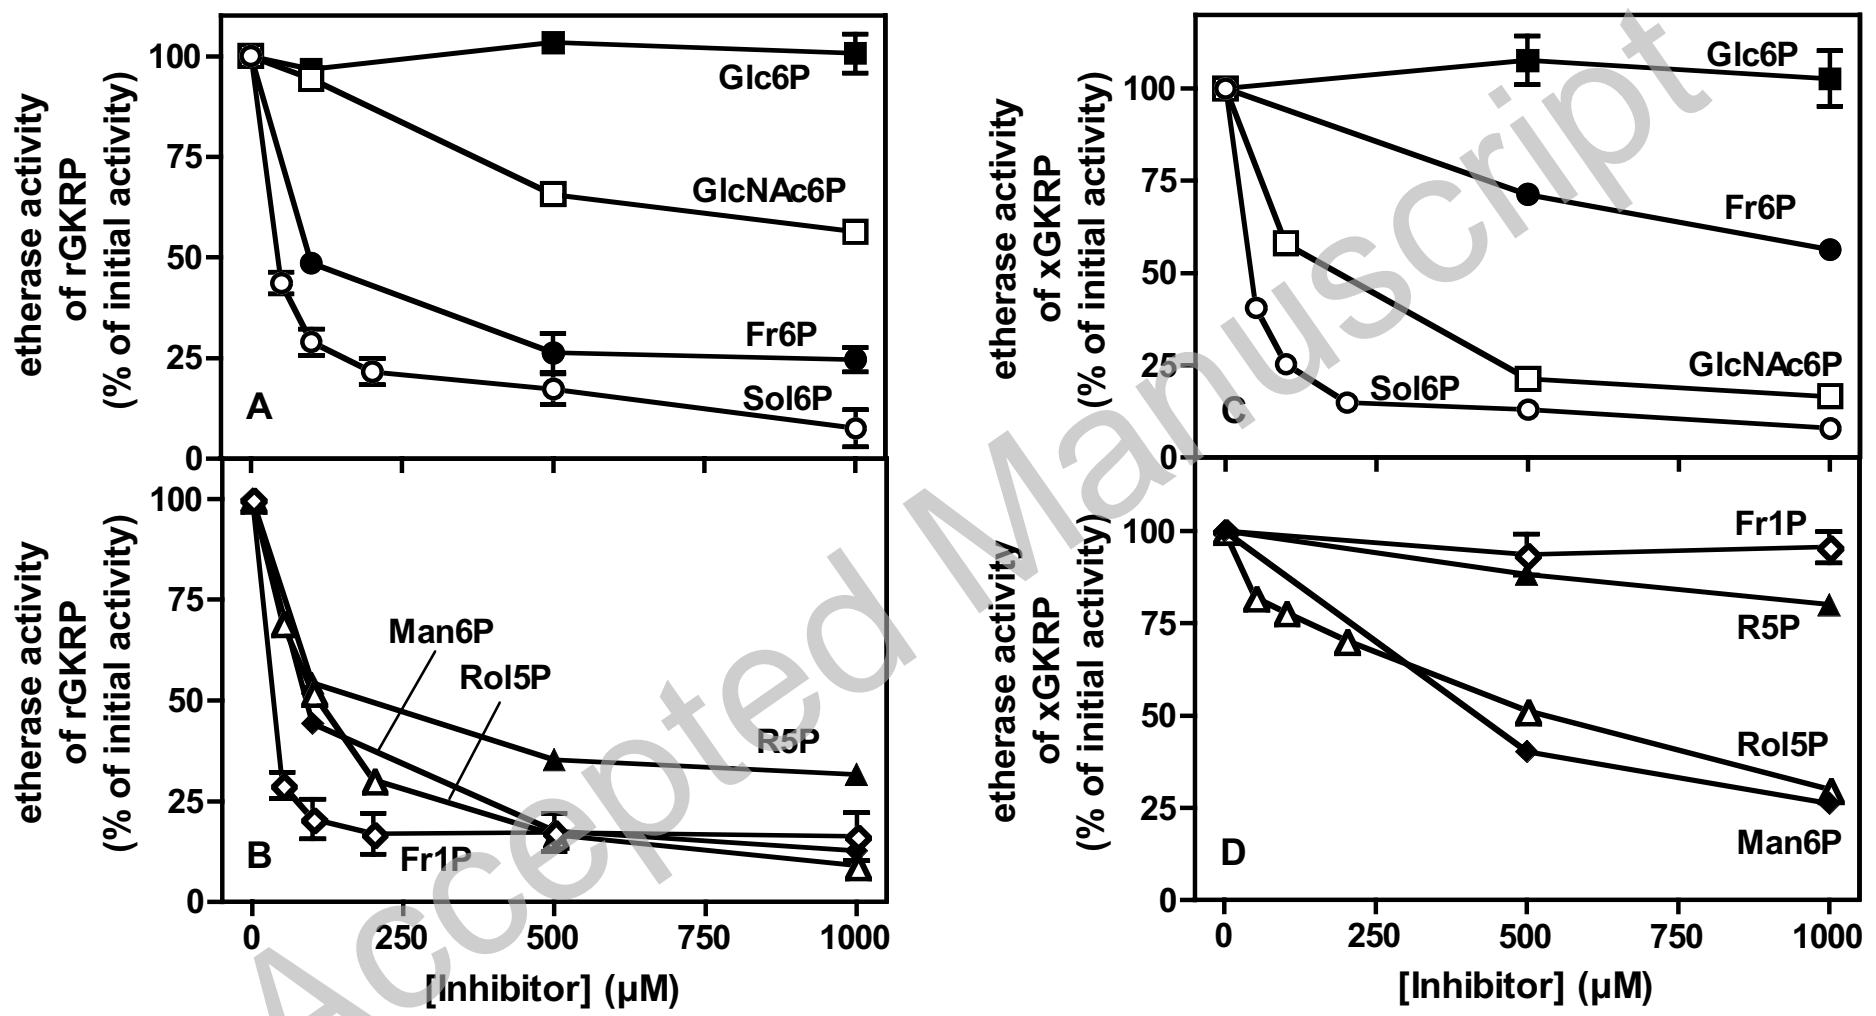 etherase activity
of rGKRP
(% of initial activity)
100
75
50
25
0
Glc6P
GlcNAc6P
Fr6P
Sol6P
A
etherase activity
of xGKRP
(% of initial activity)
100
75
50
25
0
Glc6P
Fr6P
GlcNAc6P
Sol6P
C
etherase activity
of rGKRP
(% of initial activity)
100
75
50
25
0
Man6P
Rol5P
R5P
Fr1P
B
0 250 500 750 1000
[Inhibitor] (µM)
etherase activity
of xGKRP
(% of initial activity)
100
75
50
25
0
Fr1P
R5P
Rol5P
Man6P
D
0 250 500 750 1000
[Inhibitor] (µM)
Accepted Manuscript